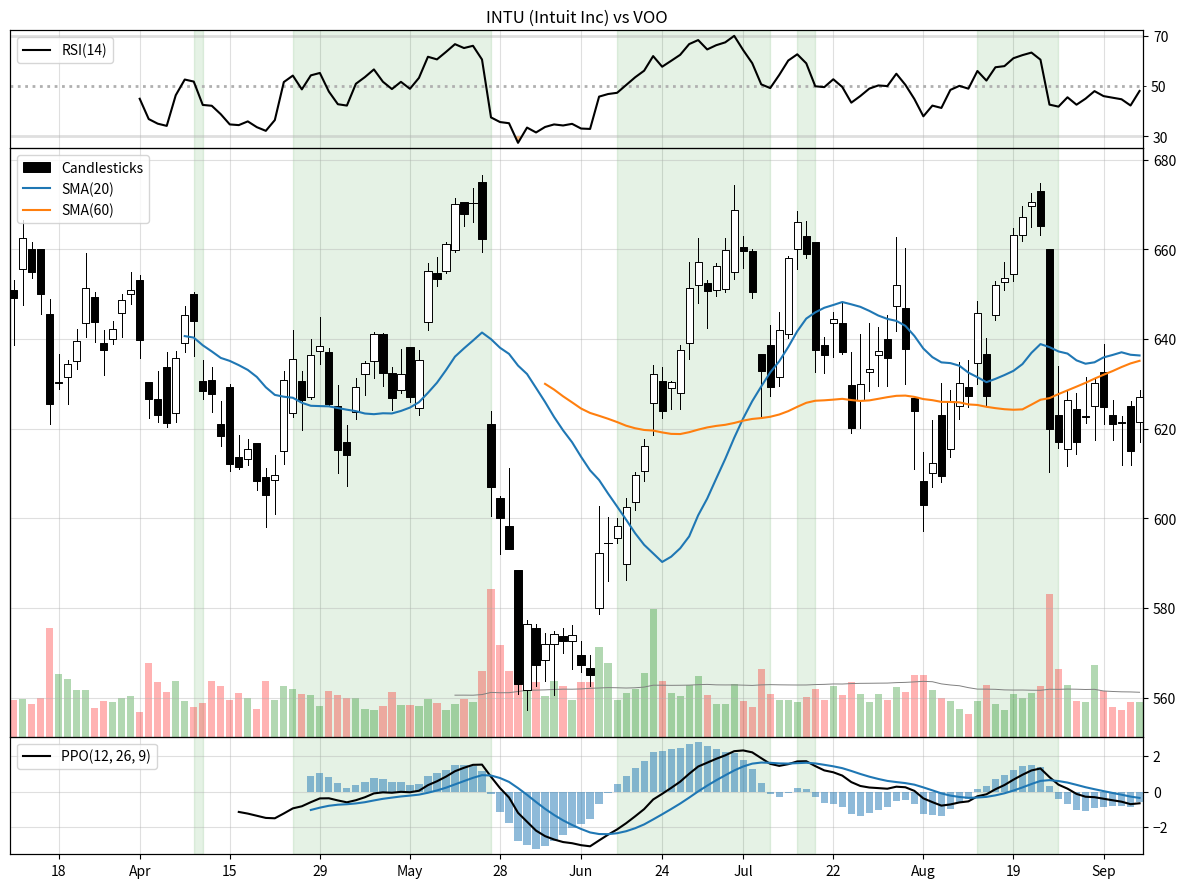 INTU (Intuit Inc) vs VOO
RSI(14)
70
50
30
Candlesticks
SMA(20)
SMA(60)
680
660
640
620
600
580
560
PPO(12, 26, 9)
2
0
−2
18 Apr 15 29 May 28 Jun 24 Jul 22 Aug 19 Sep